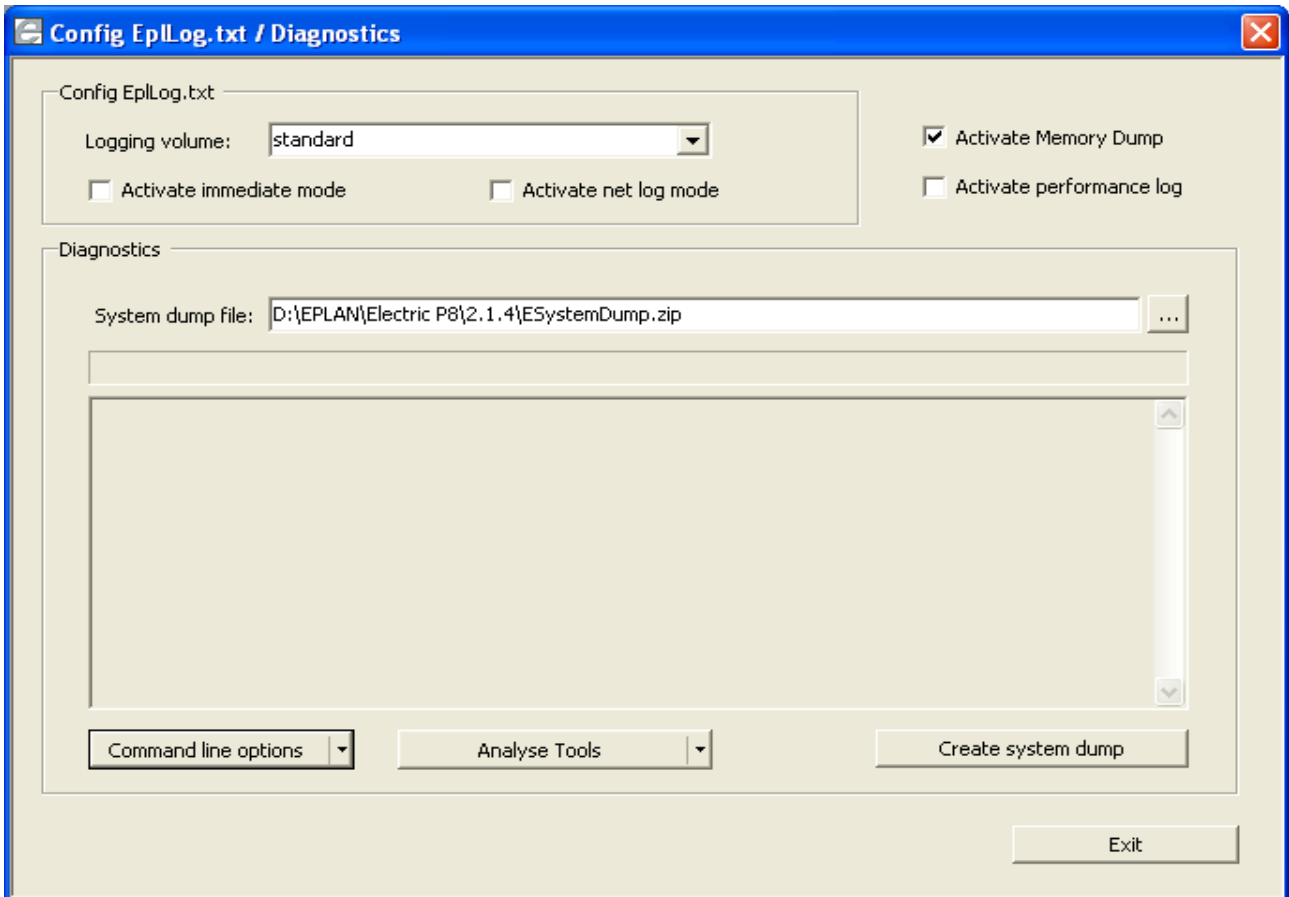 Config EplLog.txt / Diagnostics
Config EplLog.txt
Logging volume: standard
Activate Memory Dump
Activate immediate mode
Activate net log mode
Activate performance log
Diagnostics
System dump file: D:\EPLAN\Electric P8\2.1.4\ESystemDump.zip ...
Command line options
Analyse Tools
Create system dump
Exit